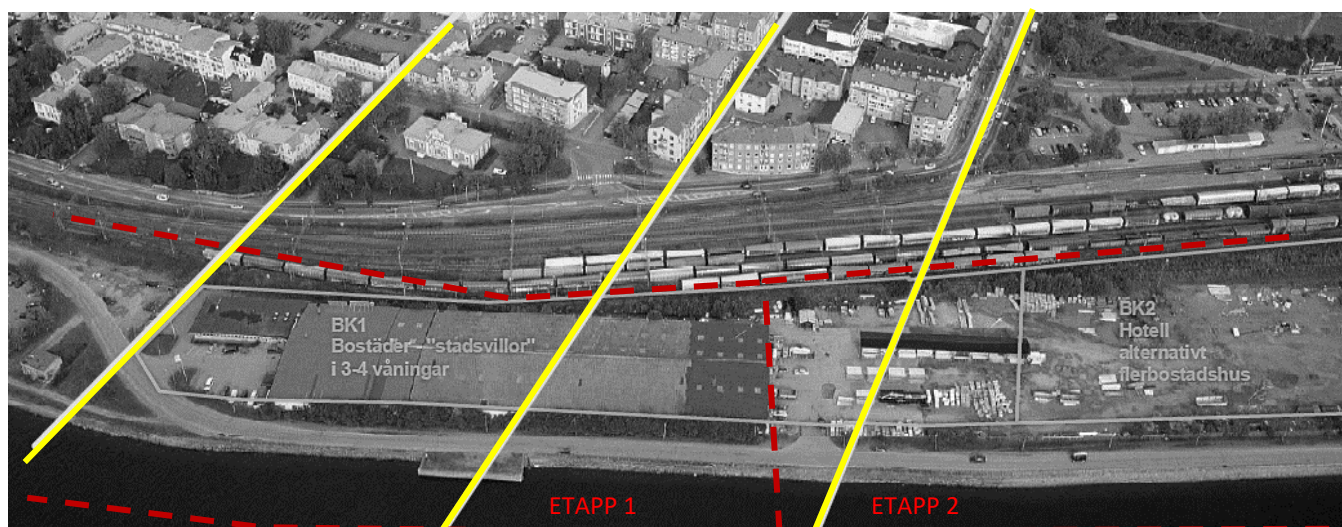 BK1
Bostäder - "stadsvillor"
i 3-4 våningar
BK2
Hotell
alternativt
flerbostadshus
ETAPP 1
ETAPP 2